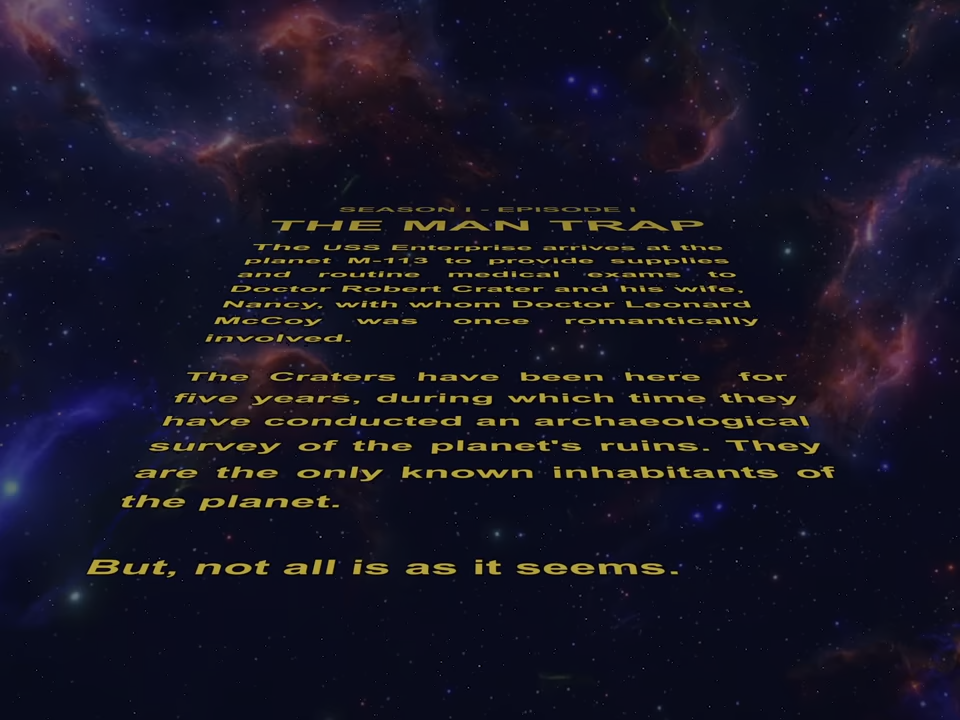 SEASON I - EPISODE I
THE MAN TRAP
The USS Enterprise arrives at the
planet M-113 to provide supplies
and routine medical exams to
Doctor Robert Crater and his wife,
Nancy, with whom Doctor Leonard
McCoy was once romantically
involved.
The Craters have been here for
five years, during which time they
have conducted an archaeological
survey of the planet's ruins. They
are the only known inhabitants of
the planet.
But, not all is as it seems.